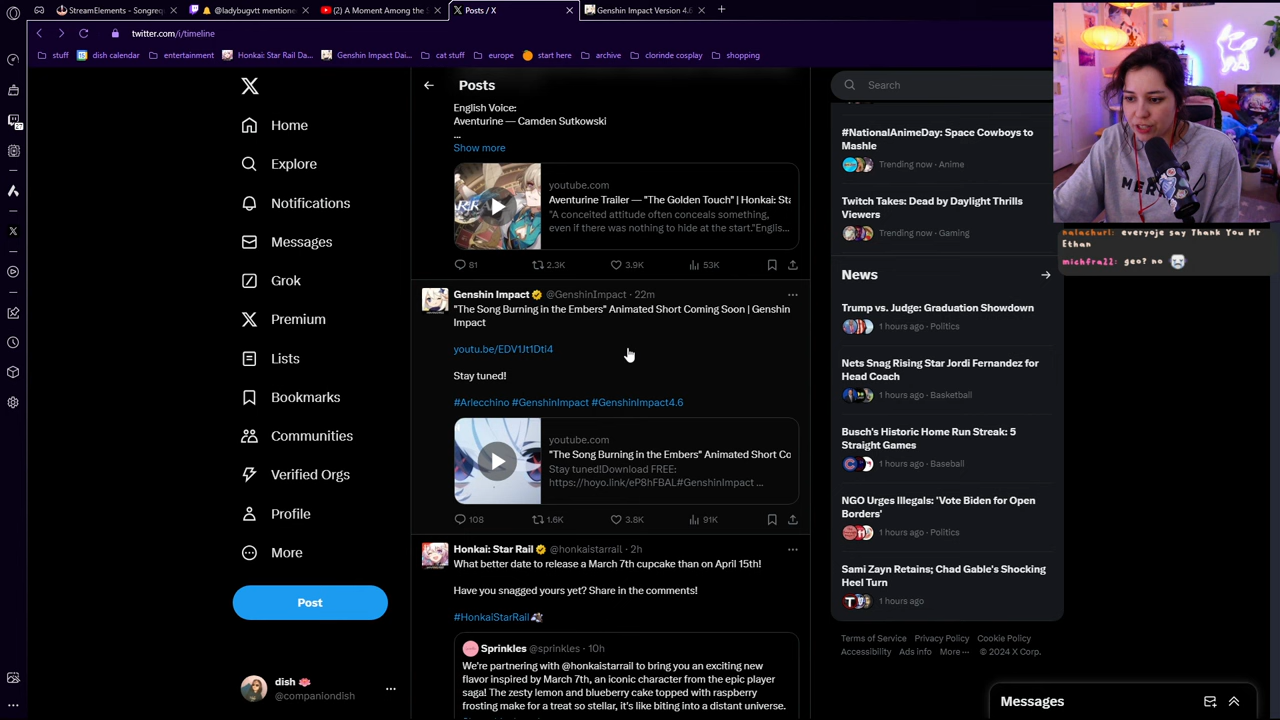 StreamElements - Songrequ
@ladybugvtt mentione
(2) A Moment Among the S
Posts / X
Genshin Impact Version 4.6
twitter.com/i/timeline
stuff
dish calendar
entertainment
Honkai: Star Rail Da...
Genshin Impact Dai...
cat stuff
europe
start here
archive
clorinde cosplay
shopping
Home
Explore
Notifications
Messages
Grok
Premium
Lists
Bookmarks
Communities
Verified Orgs
Profile
More
Post
dish
@companiondish
Posts
English Voice:
Aventurine — Camden Sutkowski
...
Show more
youtube.com
Aventurine Trailer — "The Golden Touch" | Honkai: Sta
"A conceited attitude often conceals something,
even if there was nothing to hide at the start."Englis...
81
2.3K
3.9K
53K
Genshin Impact @GenshinImpact · 22m
"The Song Burning in the Embers" Animated Short Coming Soon | Genshin
Impact
youtu.be/EDV1Jt1Dti4
Stay tuned!
#Arlecchino #GenshinImpact #GenshinImpact4.6
youtube.com
"The Song Burning in the Embers" Animated Short Co
Stay tuned!Download FREE:
https://hoyo.link/eP8hFBAL#GenshinImpact ...
108
1.6K
3.8K
91K
Honkai: Star Rail @honkaistarrail · 2h
What better date to release a March 7th cupcake than on April 15th!
Have you snagged yours yet? Share in the comments!
#HonkaiStarRail
Sprinkles @sprinkles · 10h
We're partnering with @honkaistarrail to bring you an exciting new
flavor inspired by March 7th, an iconic character from the epic player
saga! The zesty lemon and blueberry cake topped with raspberry
frosting make for a treat so stellar, it's like biting into a distant universe.
Search
#NationalAnimeDay: Space Cowboys to
Mashle
Trending now · Anime
Twitch Takes: Dead by Daylight Thrills
Viewers
Trending now · Gaming
News
Trump vs. Judge: Graduation Showdown
1 hours ago · Politics
Nets Snag Rising Star Jordi Fernandez for
Head Coach
1 hours ago · Basketball
Busch's Historic Home Run Streak: 5
Straight Games
1 hours ago · Baseball
NGO Urges Illegals: 'Vote Biden for Open
Borders'
1 hours ago · Politics
Sami Zayn Retains; Chad Gable's Shocking
Heel Turn
1 hours ago
Terms of Service Privacy Policy Cookie Policy
Accessibility Ads info More ··· © 2024 X Corp.
Messages
nalachurl: everyoje say Thank You Mr
Ethan
michfra22: geo? no